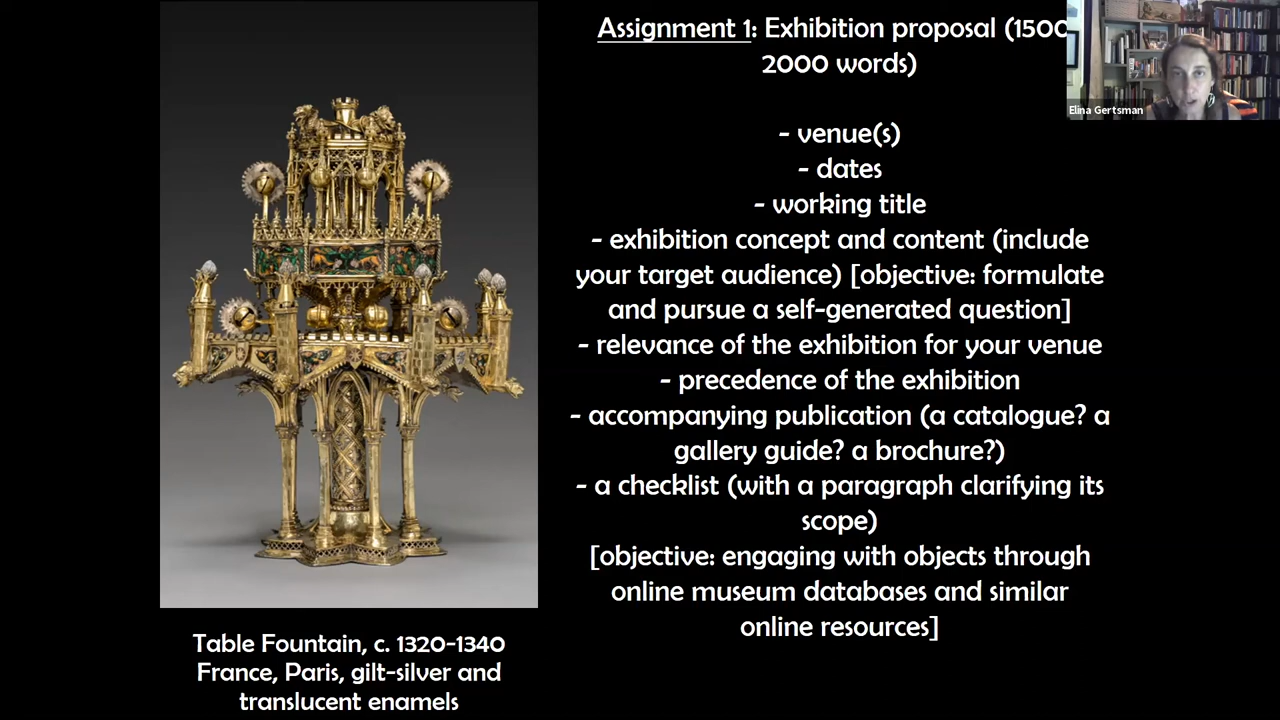 Assignment 1: Exhibition proposal (1500
2000 words)
Elina Gertsman
- venue(s)
- dates
- working title
- exhibition concept and content (include
your target audience) [objective: formulate
and pursue a self-generated question]
- relevance of the exhibition for your venue
- precedence of the exhibition
- accompanying publication (a catalogue? a
gallery guide? a brochure?)
- a checklist (with a paragraph clarifying its
scope)
[objective: engaging with objects through
online museum databases and similar
online resources]
Table Fountain, c. 1320-1340
France, Paris, gilt-silver and
translucent enamels